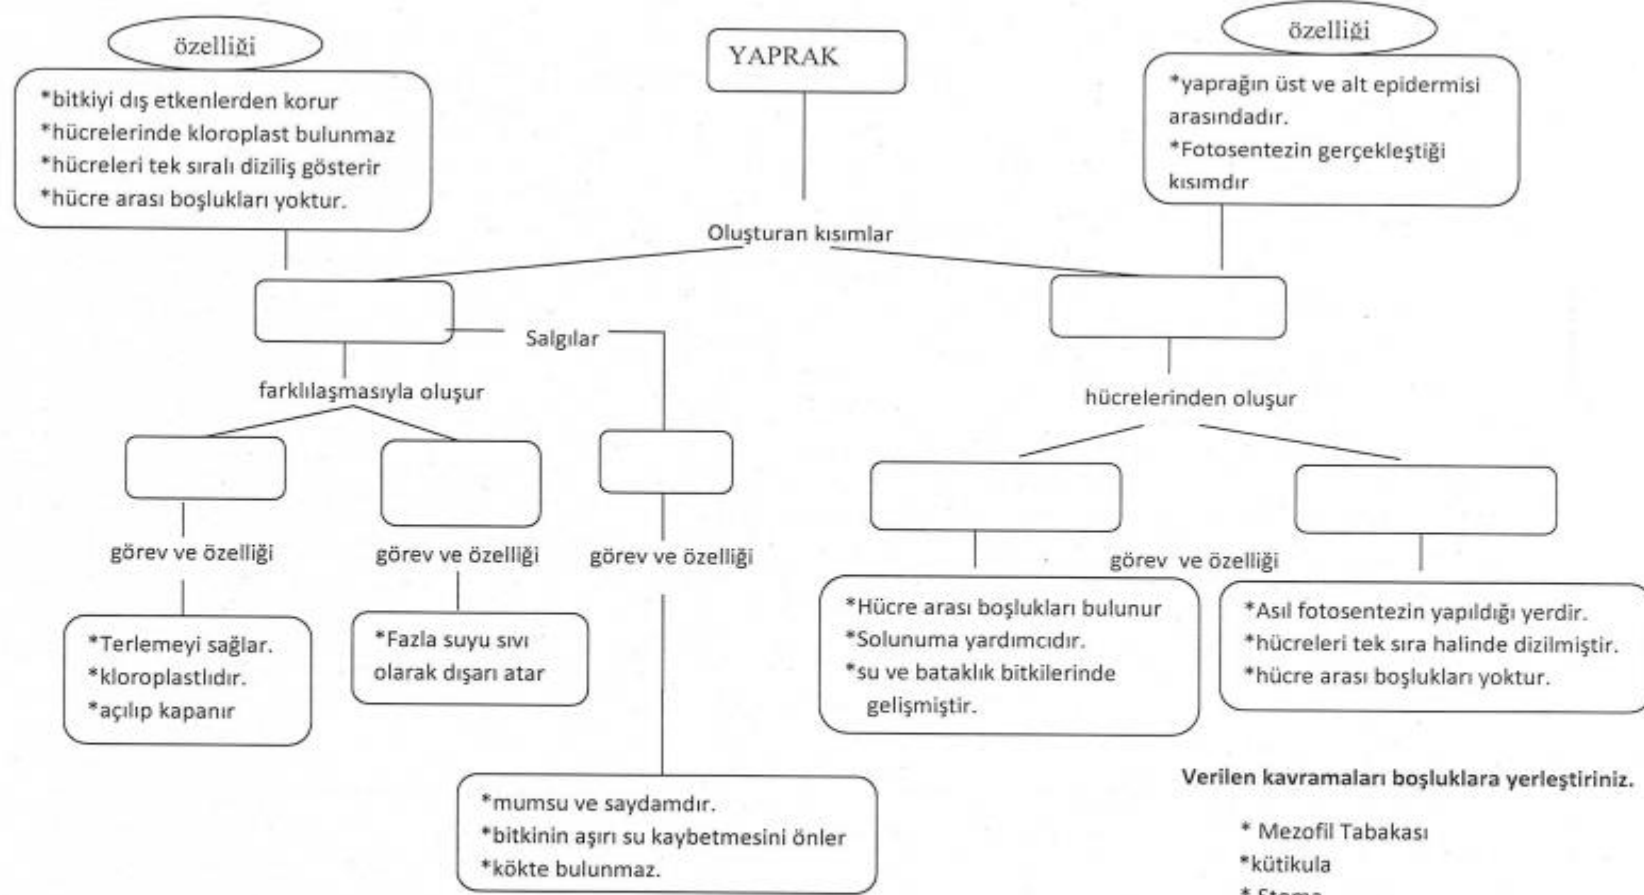 özelliği
*bitkiyi dış etkenlerden korur
*hücrelerinde kloroplast bulunmaz
*hücreleri tek sıralı diziliş gösterir
*hücre arası boşlukları yoktur.
YAPRAK
özelliği
*yaprağın üst ve alt epidermisi
arasındadır.
*Fotosentezin gerçekleştiği
kısımdır
Oluşturan kısımlar
Salgılar
farklılaşmasıyla oluşur
hücrelerinden oluşur
görev ve özelliği
görev ve özelliği
görev ve özelliği
görev ve özelliği
*Terlemeyi sağlar.
*kloroplastlıdır.
*açılıp kapanır
*Fazla suyu sıvı
olarak dışarı atar
*mumsu ve saydamdır.
*bitkinin aşırı su kaybetmesini önler
*kökte bulunmaz.
*Hücre arası boşlukları bulunur
*Solunuma yardımcıdır.
*su ve bataklık bitkilerinde
gelişmiştir.
*Asıl fotosentezin yapıldığı yerdir.
*hücreleri tek sıra halinde dizilmiştir.
*hücre arası boşlukları yoktur.
Verilen kavramaları boşluklara yerleştiriniz.
* Mezofil Tabakası
*kütikula
* Stoma